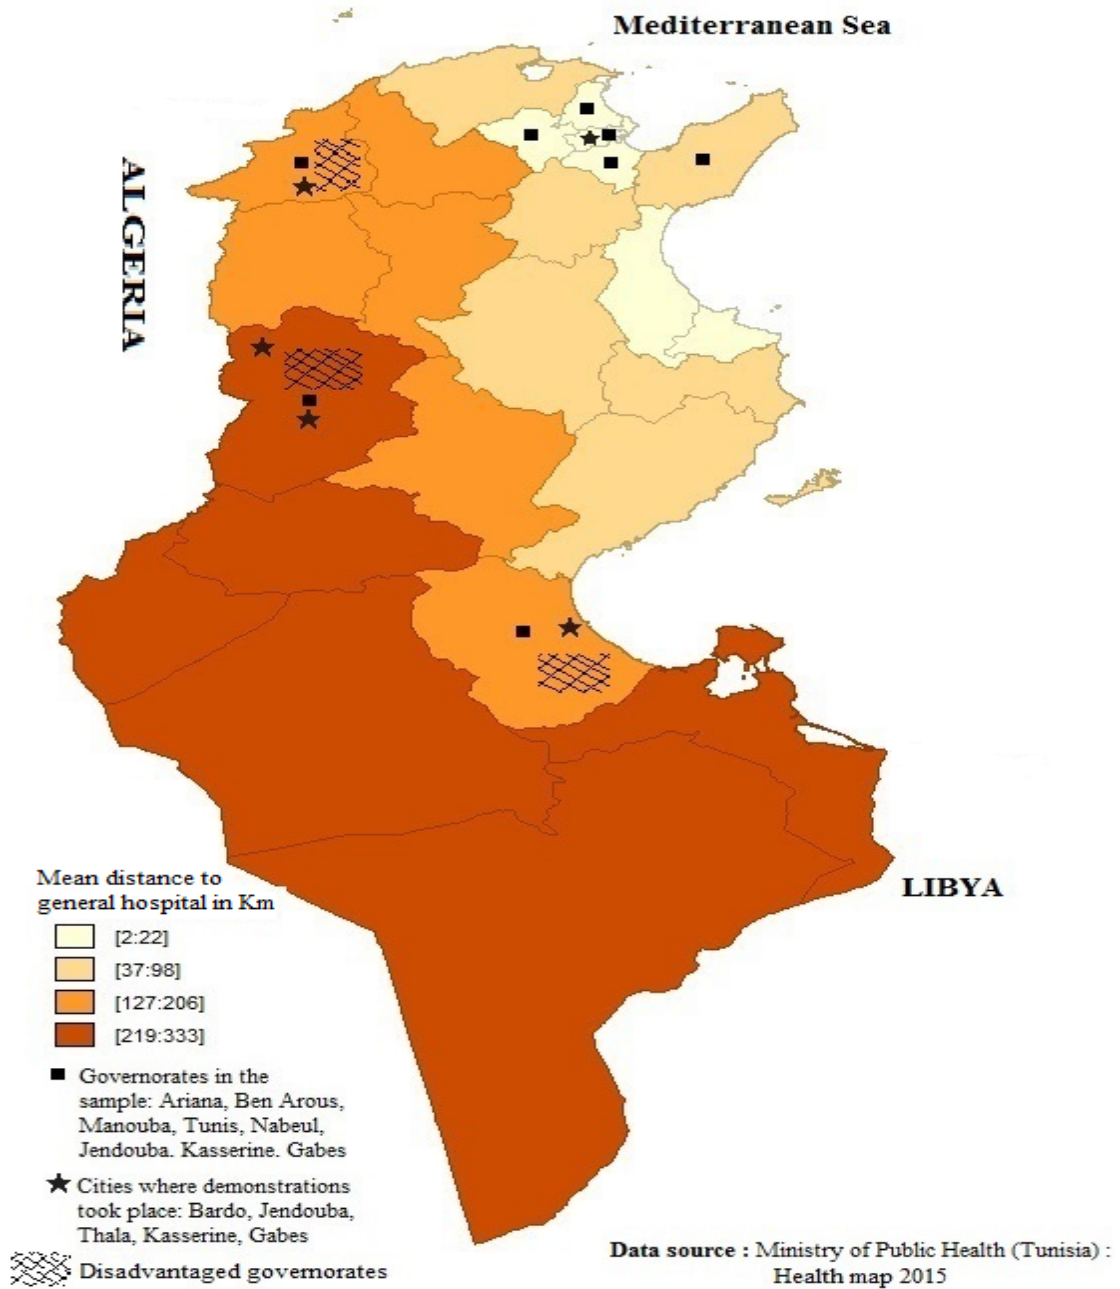 Mediterranean Sea
ALGERIA
LIBYA
Mean distance to
general hospital in Km
[2:22]
[37:98]
[127:206]
[219:333]
Governorates in the
sample: Ariana, Ben Arous,
Manouba, Tunis, Nabeul,
Jendouba. Kasserine. Gabes
Cities where demonstrations
took place: Bardo, Jendouba,
Thala, Kasserine, Gabes
Disadvantaged governorates
Data source : Ministry of Public Health (Tunisia) :
Health map 2015